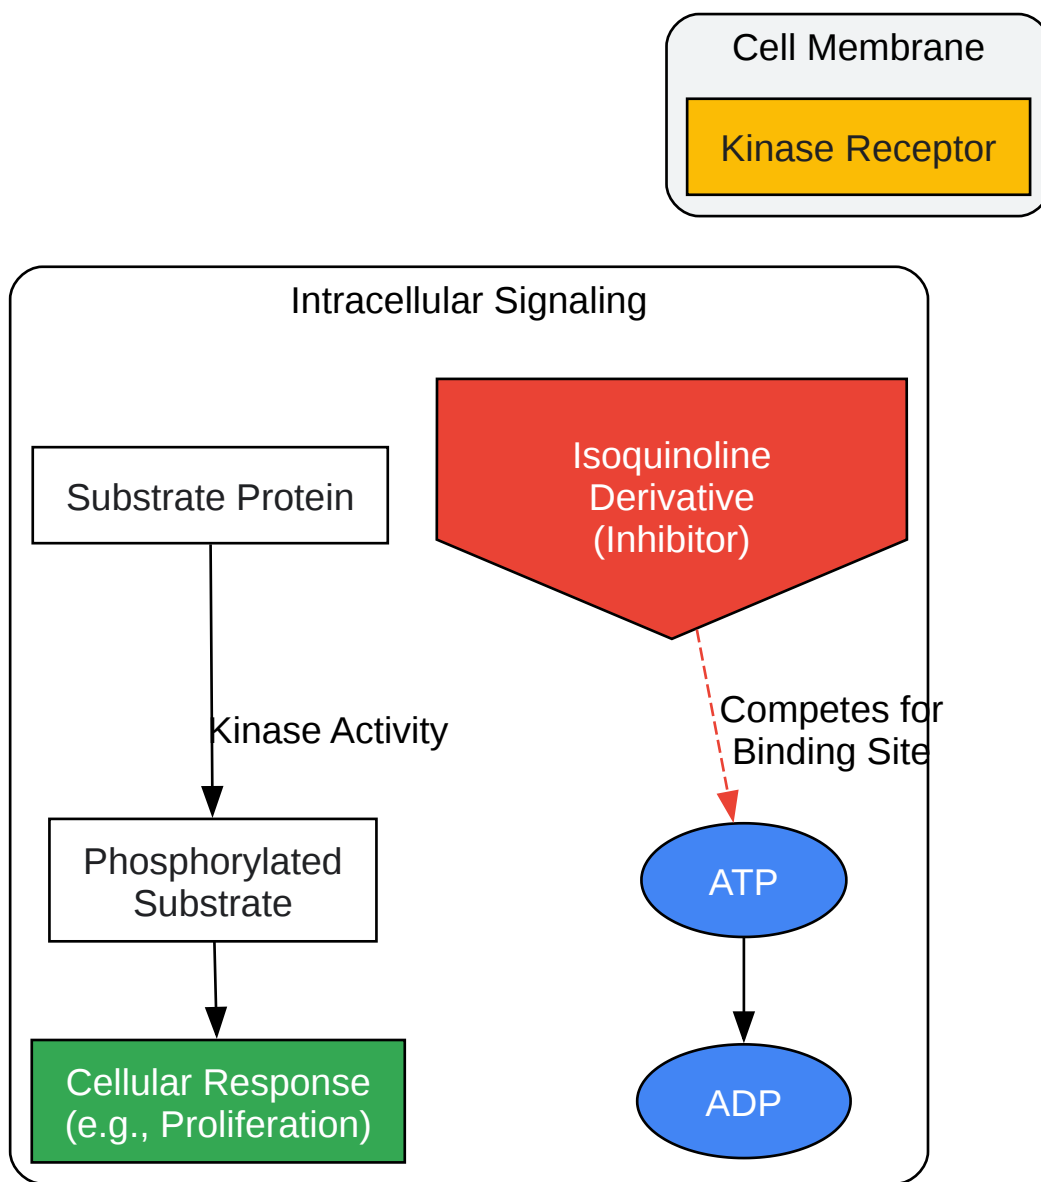 Cell Membrane
Kinase Receptor
Intracellular Signaling
Substrate Protein
Isoquinoline
Derivative
(Inhibitor)
Kinase Activity
Competes for
Binding Site
Phosphorylated
Substrate
ATP
Cellular Response
(e.g., Proliferation)
ADP